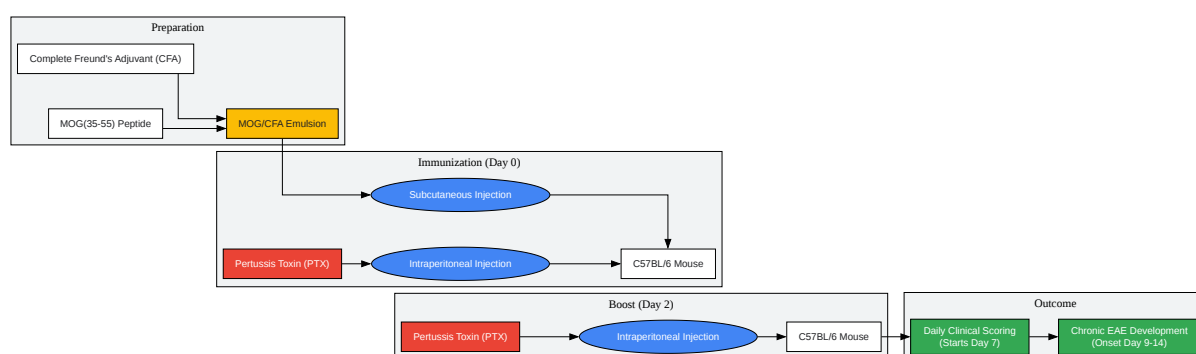 Preparation
Complete Freund's Adjuvant (CFA)
MOG(35-55) Peptide
MOG/CFA Emulsion
Immunization (Day 0)
Subcutaneous Injection
Pertussis Toxin (PTX)
Intraperitoneal Injection
C57BL/6 Mouse
Boost (Day 2)
Pertussis Toxin (PTX)
Intraperitoneal Injection
C57BL/6 Mouse
Outcome
Daily Clinical Scoring
(Starts Day 7)
Chronic EAE Development
(Onset Day 9-14)